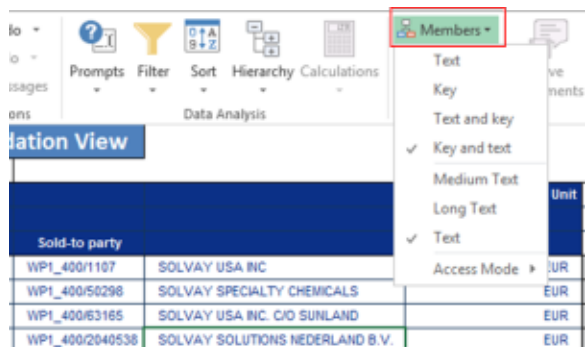 Members
Prompts Filter Sort Hierarchy Calculations
Data Analysis
Text
Key
Text and key
Key and text
Medium Text
Long Text
Text
Access Mode
View
Unit
Sold-to party
WP1_400/1107 SOLVAY USA INC EUR
WP1_400/50298 SOLVAY SPECIALTY CHEMICALS EUR
WP1_400/63165 SOLVAY USA INC. C/O SUNLAND EUR
WP1_400/2040538 SOLVAY SOLUTIONS NEDERLAND B.V. EUR